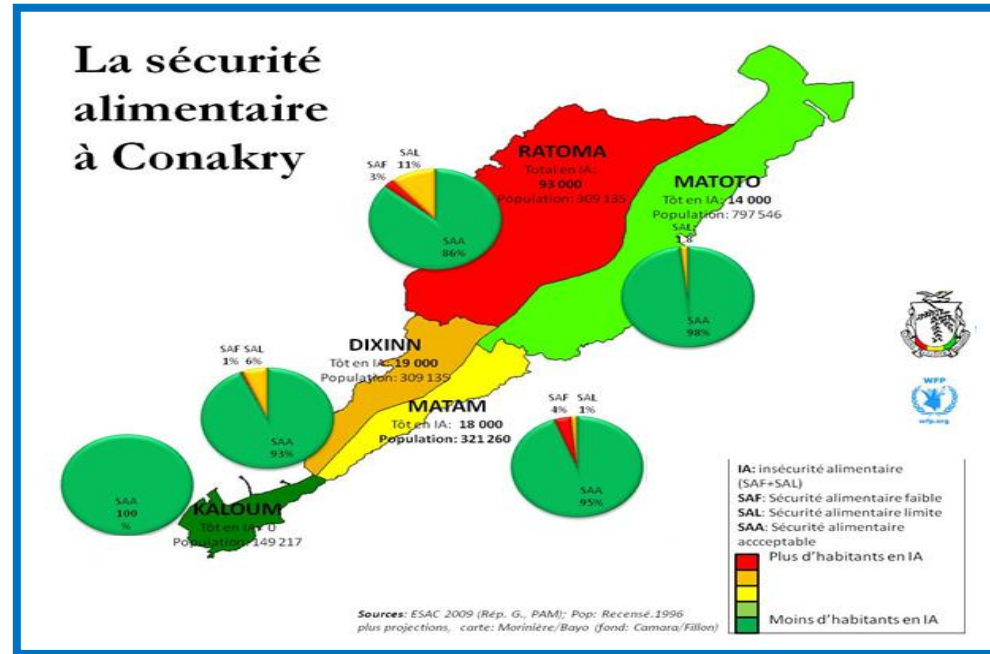 La sécurité
alimentaire
à Conakry
SAF
3%
SAL
11%
SAA
86%
RATOMA
Total en IA:
93 000
Population: 309 135
MATOTO
Tôt en IA: 14 000
Population: 797 546
SAL:
1.8
SAA
98%
DIXINN
Tôt en IA: 19 000
Population: 309 135
SAF SAL
1% 6%
SAA
93%
MATAM
Tôt en IA: 18 000
Population: 321 260
SAF SAL
4% 1%
SAA
95%
SAA
100
%
KALOUM
Tôt en IA: 0
Population: 149 217
WFP
wfp.org
IA: insécurité alimentaire
(SAF+SAL)
SAF: Sécurité alimentaire faible
SAL: Sécurité alimentaire limite
SAA: Sécurité alimentaire
accceptable
Plus d'habitants en IA
Moins d'habitants en IA
Sources: ESAC 2009 (Rép. G., PAM); Pop: Recensé.1996
plus projections, carte: Morinière/Bayo (fond: Camara/Fillon)